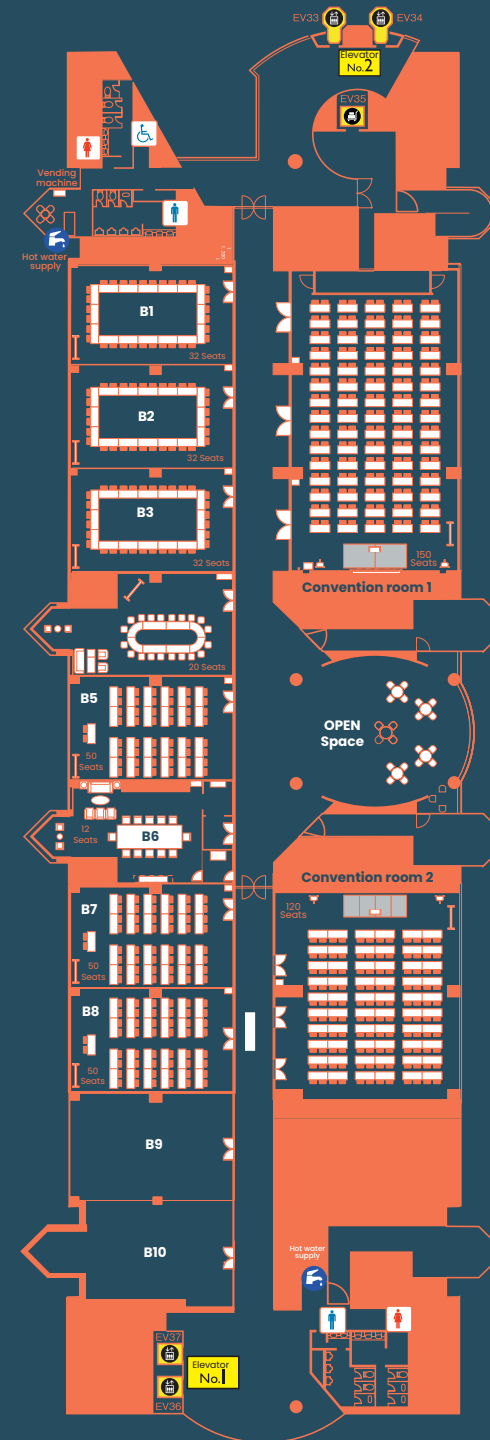 EV33
EV34
Elevator
No.2
EV35
Vending
machine
Hot water
supply
B1
32 Seats
B2
32 Seats
B3
32 Seats
150
Seats
Convention room 1
20 Seats
B5
50
Seats
OPEN
Space
12
Seats
B6
Convention room 2
B7
50
Seats
120
Seats
B8
50
Seats
B9
B10
Hot water
supply
EV37
Elevator
No.1
EV36